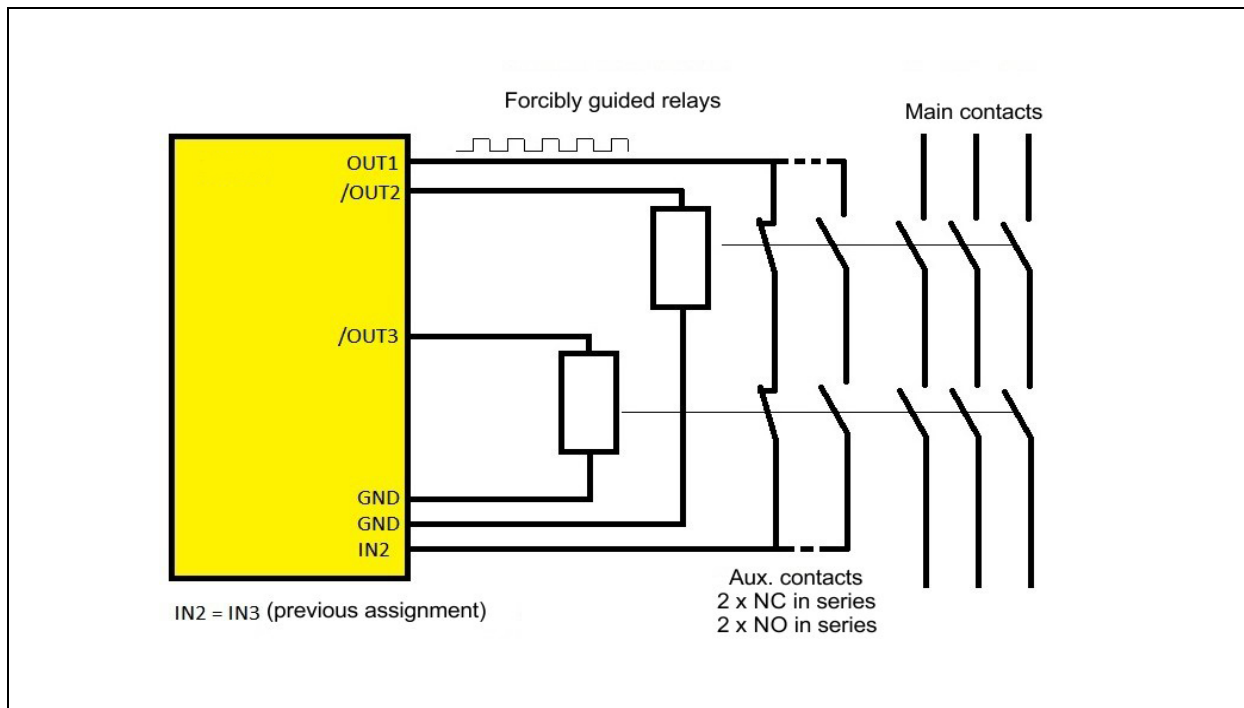 Forcibly guided relays
Main contacts
OUT1
/OUT2
/OUT3
GND
GND
IN2
Aux. contacts
2 x NC in series
2 x NO in series
IN2 = IN3 (previous assignment)